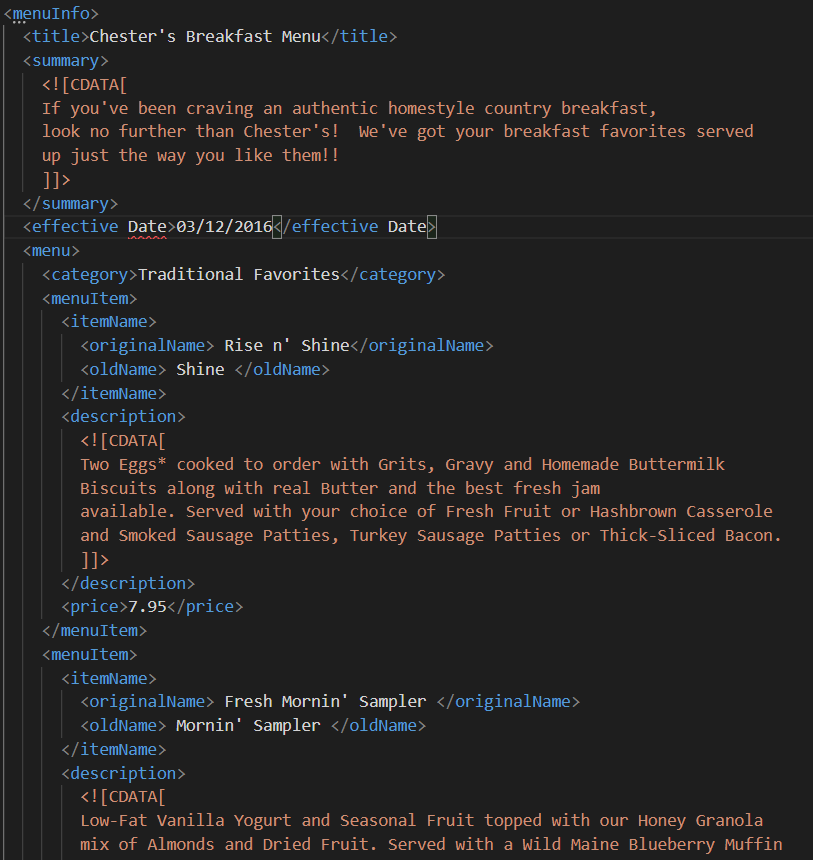 <menuInfo>
<title>Chester's Breakfast Menu</title>
<summary>
<![CDATA[
If you've been craving an authentic homestyle country breakfast,
look no further than Chester's!  We've got your breakfast favorites served
up just the way you like them!!
]]>
</summary>
<effective Date>03/12/2016</effective Date>
<menu>
<category>Traditional Favorites</category>
<menuItem>
<itemName>
<originalName> Rise n' Shine</originalName>
<oldName> Shine </oldName>
</itemName>
<description>
<![CDATA[
Two Eggs* cooked to order with Grits, Gravy and Homemade Buttermilk
Biscuits along with real Butter and the best fresh jam
available. Served with your choice of Fresh Fruit or Hashbrown Casserole
and Smoked Sausage Patties, Turkey Sausage Patties or Thick-Sliced Bacon.
]]>
</description>
<price>7.95</price>
</menuItem>
<menuItem>
<itemName>
<originalName> Fresh Mornin' Sampler </originalName>
<oldName> Mornin' Sampler </oldName>
</itemName>
<description>
<![CDATA[
Low-Fat Vanilla Yogurt and Seasonal Fruit topped with our Honey Granola
mix of Almonds and Dried Fruit. Served with a Wild Maine Blueberry Muffin